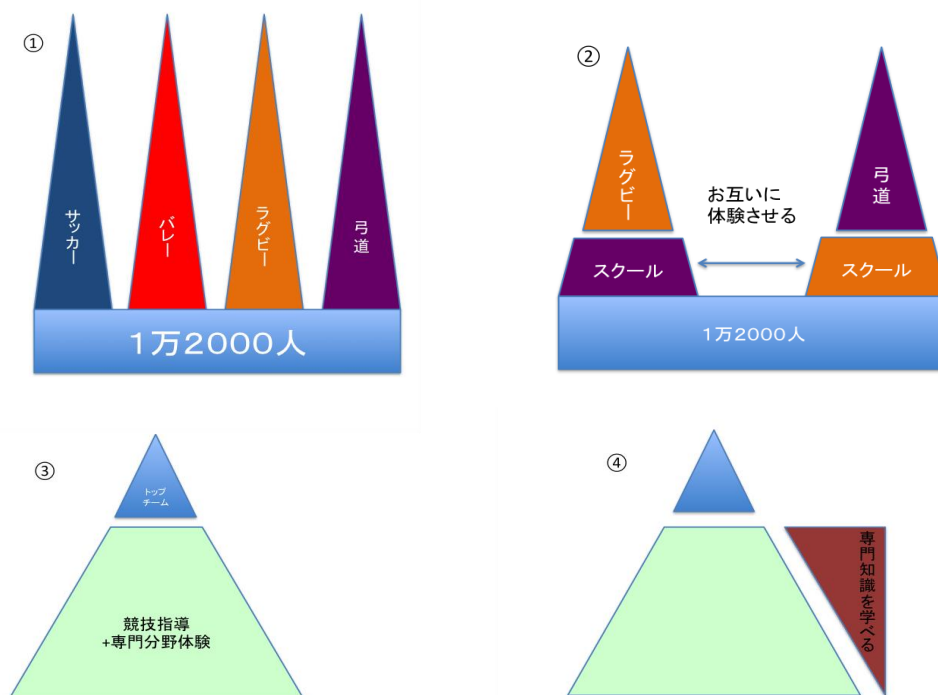 ①
サッカー
バレー
ラグビー
弓道
1万2000人
②
ラグビー
弓道
お互いに
体験させる
スクール
スクール
1万2000人
③
トップ
チーム
競技指導
+専門分野体験
④
専門知識を学べる